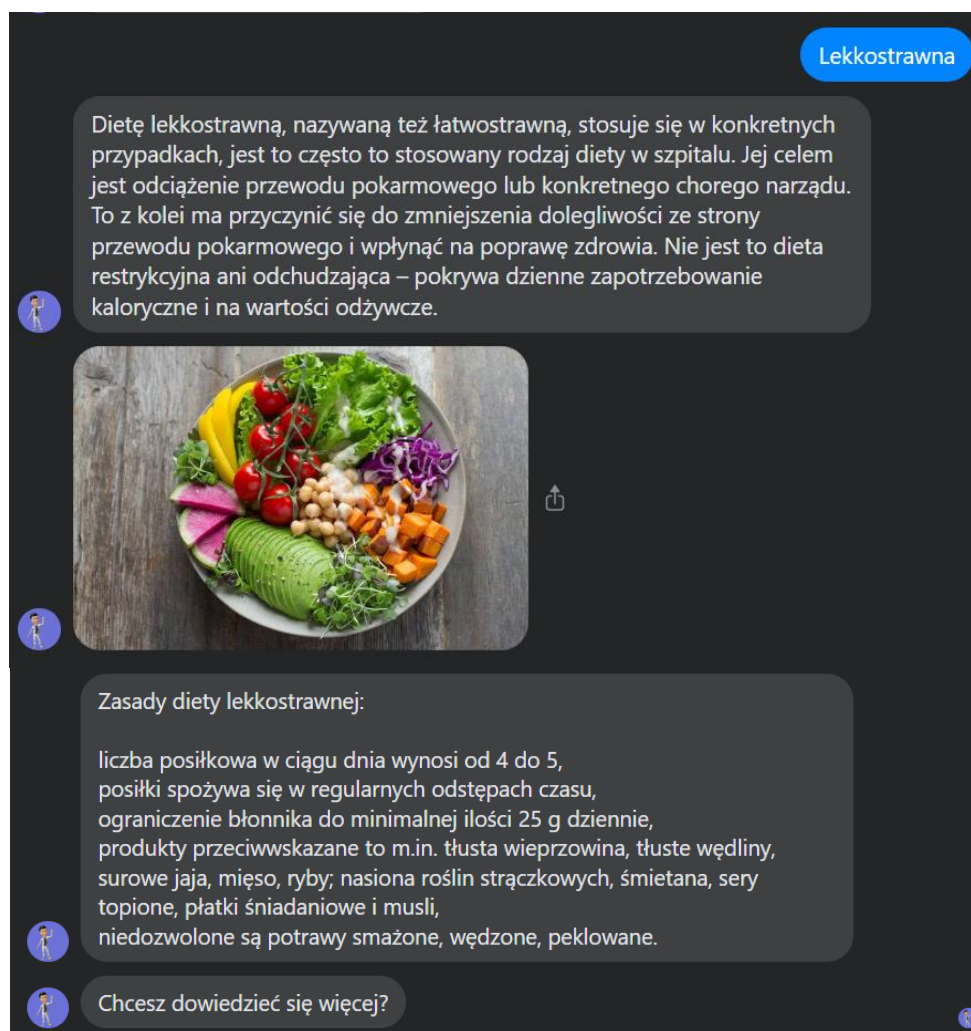 Lekkostrawna
Dietę lekkostrawną, nazywaną też łatwostrawną, stosuje się w konkretnych
przypadkach, jest to często to stosowany rodzaj diety w szpitalu. Jej celem
jest odciążenie przewodu pokarmowego lub konkretnego chorego narządu.
To z kolei ma przyczynić się do zmniejszenia dolegliwości ze strony
przewodu pokarmowego i wpłynąć na poprawę zdrowia. Nie jest to dieta
restrykcyjna ani odchudzająca – pokrywa dzienne zapotrzebowanie
kaloryczne i na wartości odżywcze.
Zasady diety lekkostrawnej:
liczba posiłkowa w ciągu dnia wynosi od 4 do 5,
posiłki spożywa się w regularnych odstępach czasu,
ograniczenie błonnika do minimalnej ilości 25 g dziennie,
produkty przeciwwskazane to m.in. tłusta wieprzowina, tłuste wędliny,
surowe jaja, mięso, ryby; nasiona roślin strączkowych, śmietana, sery
topione, płatki śniadaniowe i musli,
niedozwolone są potrawy smażone, wędzone, peklowane.
Chcesz dowiedzieć się więcej?